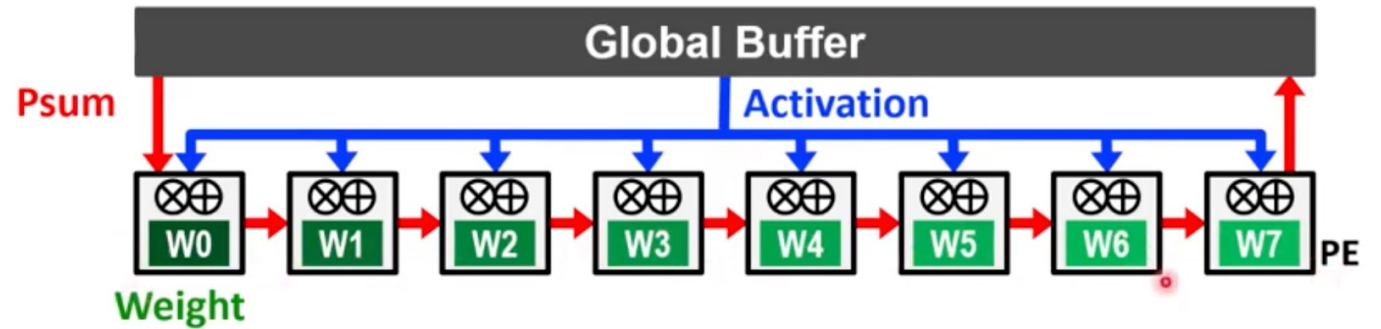 Global Buffer
Psum
Activation
W0 W1 W2 W3 W4 W5 W6 W7
PE
Weight